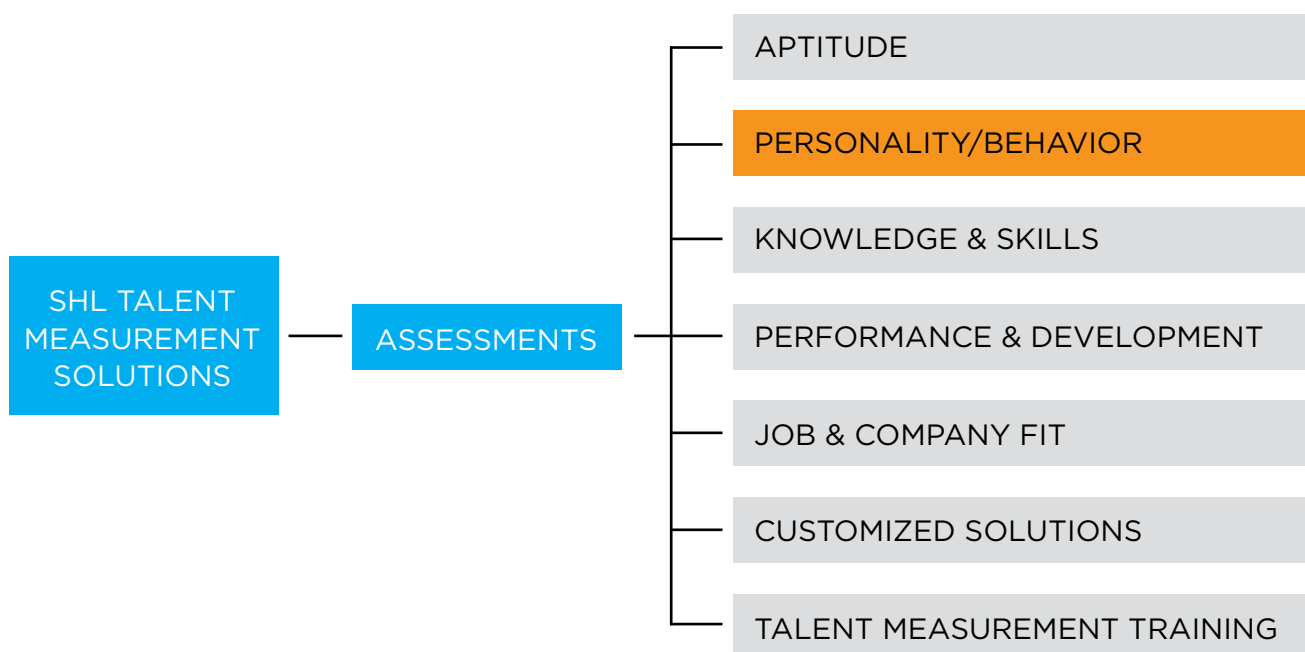 SHL TALENT
MEASUREMENT
SOLUTIONS
ASSESSMENTS
APTITUDE
PERSONALITY/BEHAVIOR
KNOWLEDGE & SKILLS
PERFORMANCE & DEVELOPMENT
JOB & COMPANY FIT
CUSTOMIZED SOLUTIONS
TALENT MEASUREMENT TRAINING